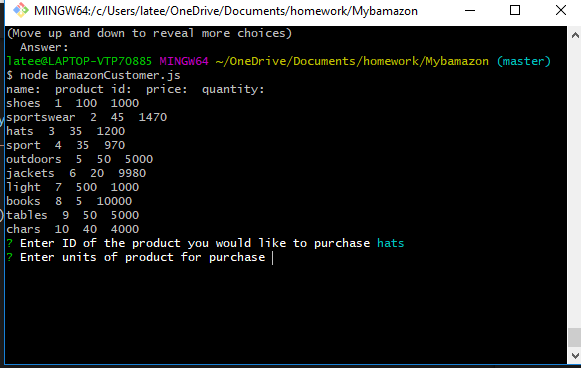 MINGW64:/c/Users/latee/OneDrive/Documents/homework/Mybamazon
(Move up and down to reveal more choices)
  Answer:
latee@LAPTOP-VTP70885 MINGW64 ~/OneDrive/Documents/homework/Mybamazon (master)
$ node bamazonCustomer.js
name:  product id:  price:  quantity:
shoes  1  100  1000
sportswear  2  45  1470
hats  3  35  1200
sport  4  35  970
outdoors  5  50  5000
jackets  6  20  9980
light  7  500  1000
books  8  5  10000
tables  9  50  5000
chars  10  40  4000
? Enter ID of the product you would like to purchase hats
? Enter units of product for purchase